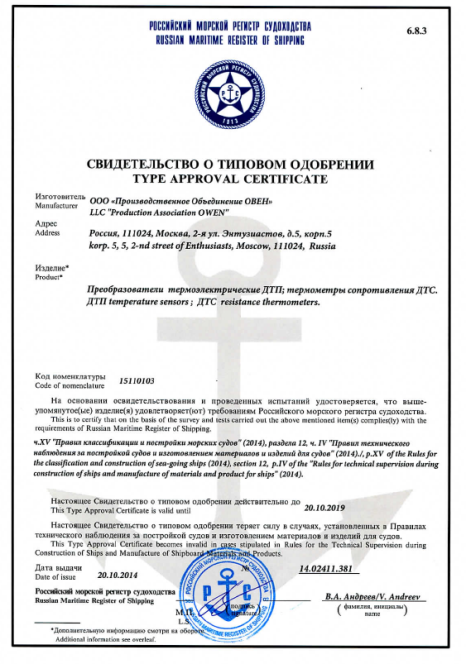 РОССИЙСКИЙ МОРСКОЙ РЕГИСТР СУДОХОДСТВА
RUSSIAN MARITIME REGISTER OF SHIPPING
6.8.3
РОССИЙСКИЙ МОРСКОЙ РЕГИСТР СУДОХОДСТВА
Р С
1913
СВИДЕТЕЛЬСТВО О ТИПОВОМ ОДОБРЕНИИ
TYPE APPROVAL CERTIFICATE
Изготовитель ООО «Производственное Объединение ОВЕН»
Manufacturer LLC "Production Association OWEN"
Адрес Россия, 111024, Москва, 2-я ул. Энтузиастов, д.5, корп.5
Address korp. 5, 5, 2-nd street of Enthusiasts, Moscow, 111024, Russia
Изделие*
Product*
Преобразователи термоэлектрические ДТП; термометры сопротивления ДТС.
ДТП temperature sensors ; ДТС resistance thermometers.
Код номенклатуры 15110103
Code of nomenclature
На основании освидетельствования и проведенных испытаний удостоверяется, что выше-
упомянутое(ые) изделие(я) удовлетворяет(ют) требованиям Российского морского регистра судоходства.
This is to certify that on the basis of the survey and tests carried out the above mentioned item(s) complies(ly) with the
requirements of Russian Maritime Register of Shipping.
ч.XV "Правил классификации и постройки морских судов" (2014), раздела 12, ч. IV "Правил технического
наблюдения за постройкой судов и изготовлением материалов и изделий для судов" (2014)./, p.XV of the Rules for
the classification and construction of sea-going ships (2014), section 12, p.IV of the "Rules for technical supervision during
construction of ships and manufacture of materials and product for ships" (2014).
Настоящее Свидетельство о типовом одобрении действительно до 20.10.2019
This Type Approval Certificate is valid until
Настоящее Свидетельство о типовом одобрении теряет силу в случаях, установленных в Правилах
технического наблюдения за постройкой судов и изготовлением материалов и изделий для судов.
This Type Approval Certificate becomes invalid in cases stipulated in Rules for the Technical Supervision during
Construction of Ships and Manufacture of Shipboard Materials and Products.
Дата выдачи № 14.02411.381
Date of issue 20.10.2014
Российский морской регистр судоходства
Russian Maritime Register of Shipping
В.А. Андреев/V. Andreev
М.П. (подпись) (фамилия, инициалы)
L.S. name
*Дополнительную информацию смотри на обороте.
Additional information see overleaf.